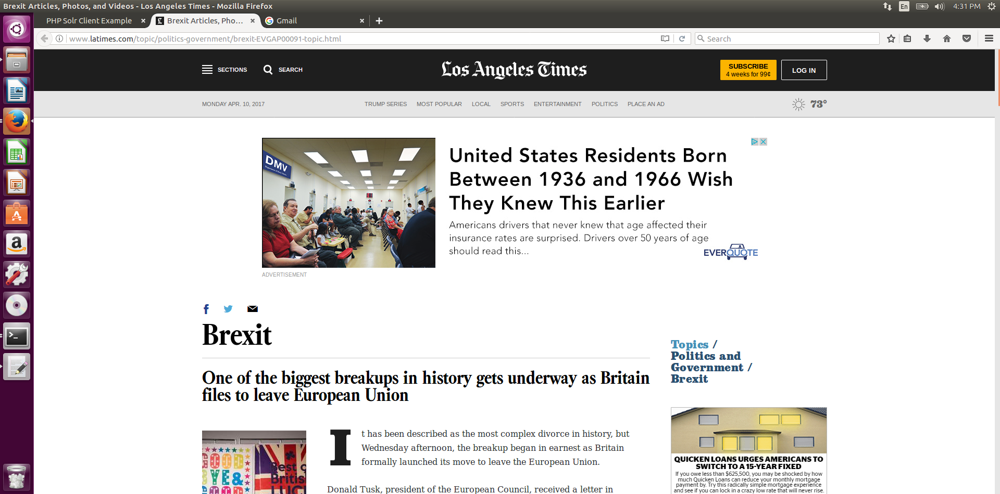 Brexit Articles, Photos, and Videos - Los Angeles Times - Mozilla Firefox
En
4:31 PM
PHP Solr Client Example
Brexit Articles, Pho...
Gmail
www.latimes.com/topic/politics-government/brexit-EVGAP00091-topic.html
Search
SECTIONS
SEARCH
Los Angeles Times
SUBSCRIBE
4 weeks for 99¢
LOG IN
MONDAY APR. 10, 2017
TRUMP SERIES
MOST POPULAR
LOCAL
SPORTS
ENTERTAINMENT
POLITICS
PLACE AN AD
73°
DMV
United States Residents Born
Between 1936 and 1966 Wish
They Knew This Earlier
Americans drivers that never knew that age affected their
insurance rates are surprised. Drivers over 50 years of age
should read this...
EVERQUOTE
ADVERTISEMENT
Brexit
One of the biggest breakups in history gets underway as Britain
files to leave European Union
Topics /
Politics and
Government /
Brexit
GOOD
BYE &
GOOD
Best of
British
LUCK
It has been described as the most complex divorce in history, but
Wednesday afternoon, the breakup began in earnest as Britain
formally launched its move to leave the European Union.
Donald Tusk, president of the European Council, received a letter in
QUICKEN LOANS URGES AMERICANS TO
SWITCH TO A 15-YEAR FIXED
If you owe less than $625,500, you may be shocked by how
much Quicken Loans can reduce your monthly mortgage
payment by. Try this radically simple mortgage experience
and see if you can lock in a crazy low rate that will never rise.